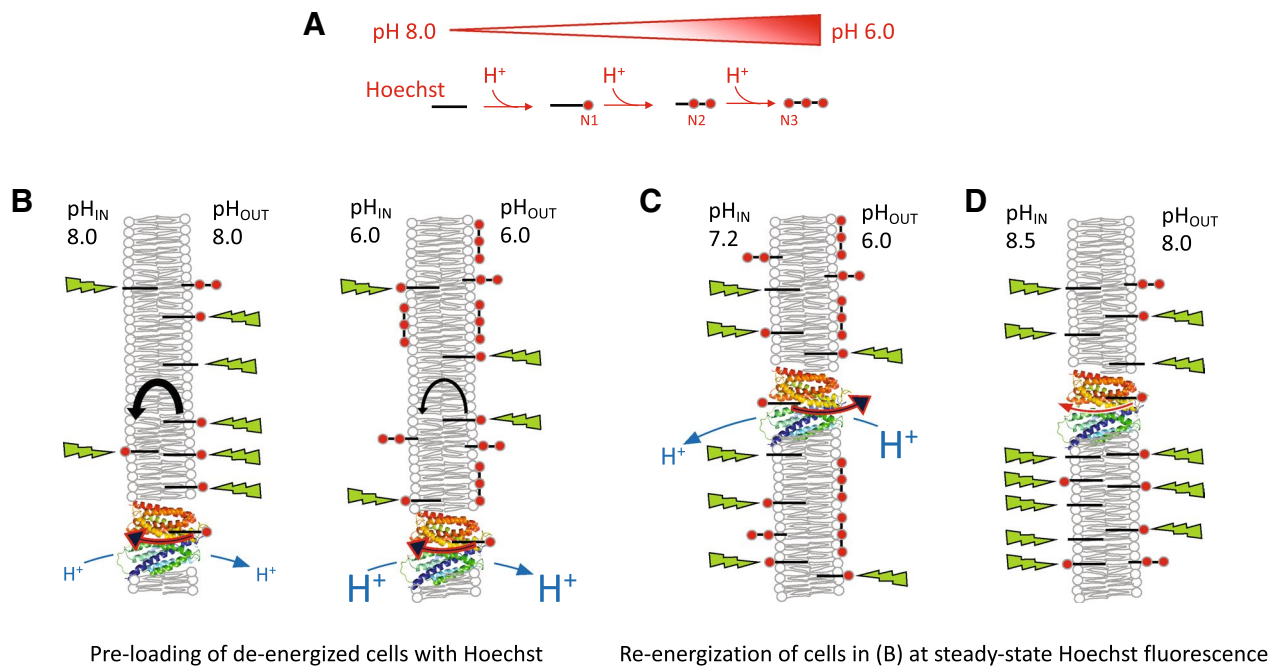 A
pH 8.0
pH 6.0
Hoechst
H+
H+
H+
N1
N2
N3
B
pHIN
8.0
pHOUT
8.0
H+
H+
pHIN
6.0
pHOUT
6.0
H+
H+
C
pHIN
7.2
pHOUT
6.0
H+
H+
D
pHIN
8.5
pHOUT
8.0
Pre-loading of de-energized cells with Hoechst
Re-energization of cells in (B) at steady-state Hoechst fluorescence